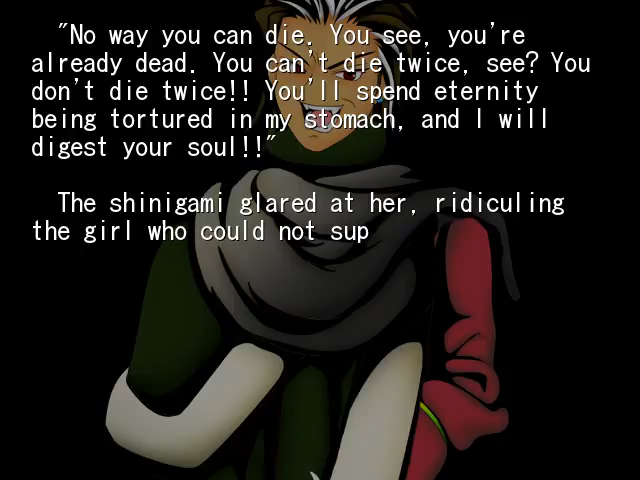 "No way you can die. You see, you're
already dead. You can't die twice, see? You
don't die twice!! You'll spend eternity
being tortured in my stomach, and I will
digest your soul!!"
The shinigami glared at her, ridiculing
the girl who could not sup